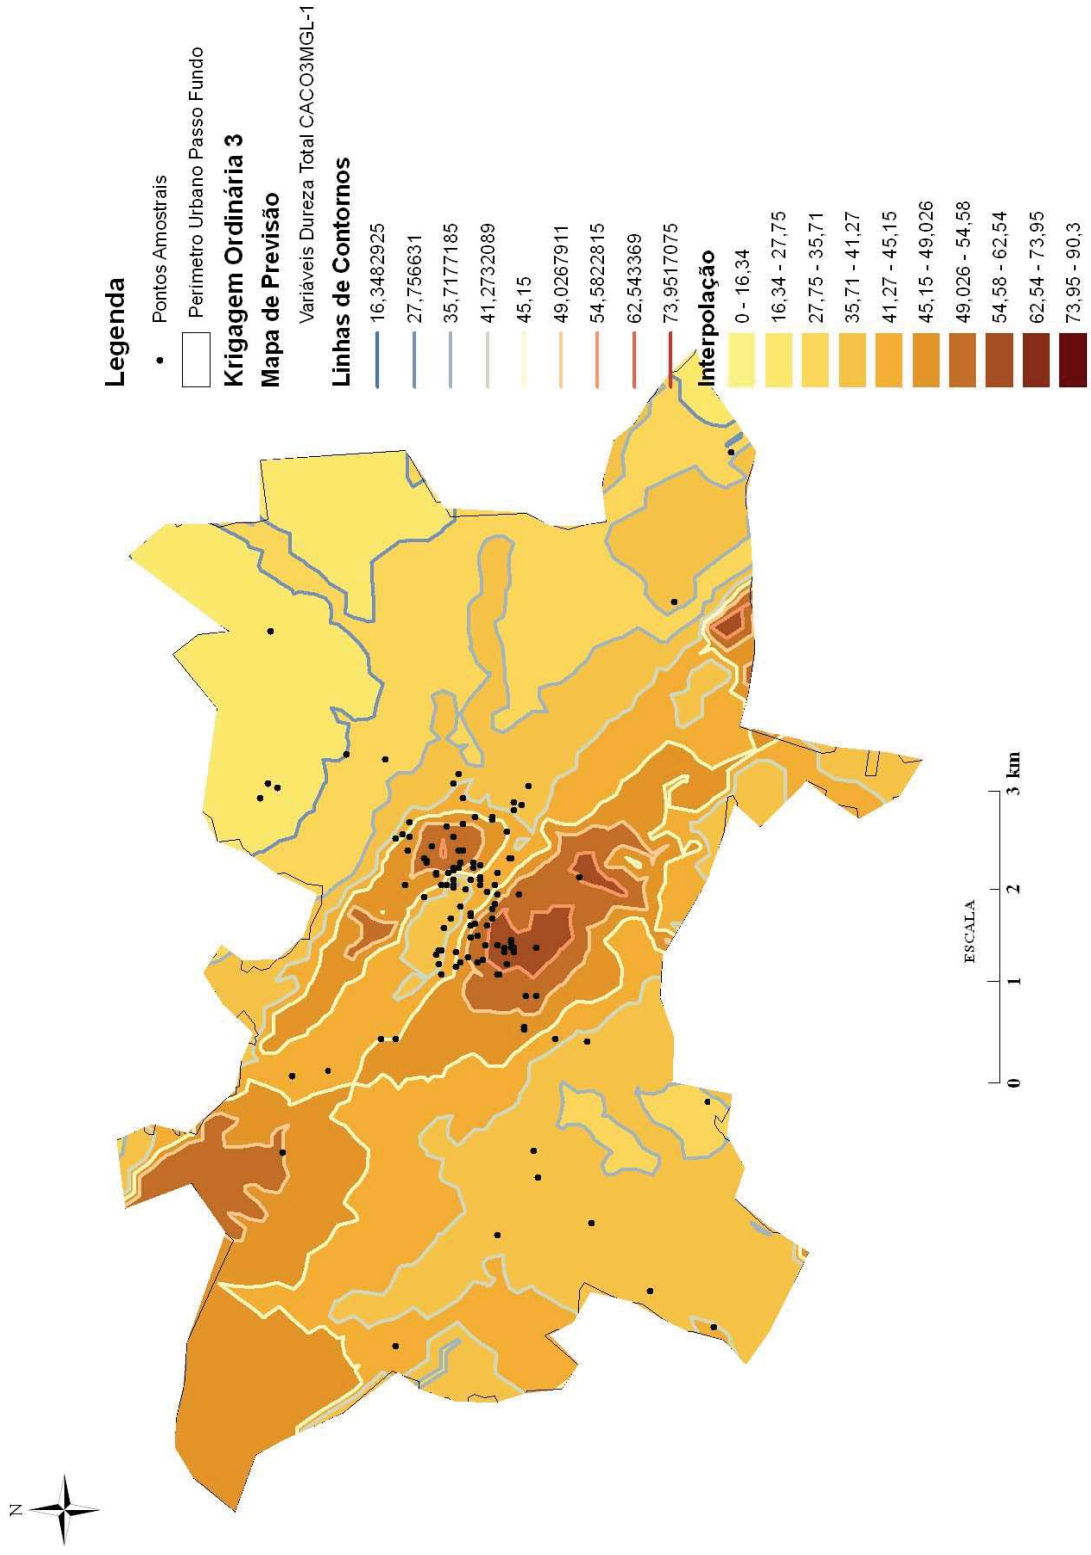 N
Legenda
Pontos Amostrais
Perimetro Urbano Passo Fundo
Krigagem Ordinária 3
Mapa de Previsão
Variáveis Dureza Total CACO3MGL-1
Linhas de Contornos
16,3482925
27,756631
35,7177185
41,2732089
45,15
49,0267911
54,5822815
62,543369
73,9517075
Interpolação
0 - 16,34
16,34 - 27,75
27,75 - 35,71
35,71 - 41,27
41,27 - 45,15
45,15 - 49,026
49,026 - 54,58
54,58 - 62,54
62,54 - 73,95
73,95 - 90,3
ESCALA
0 1 2 3 km